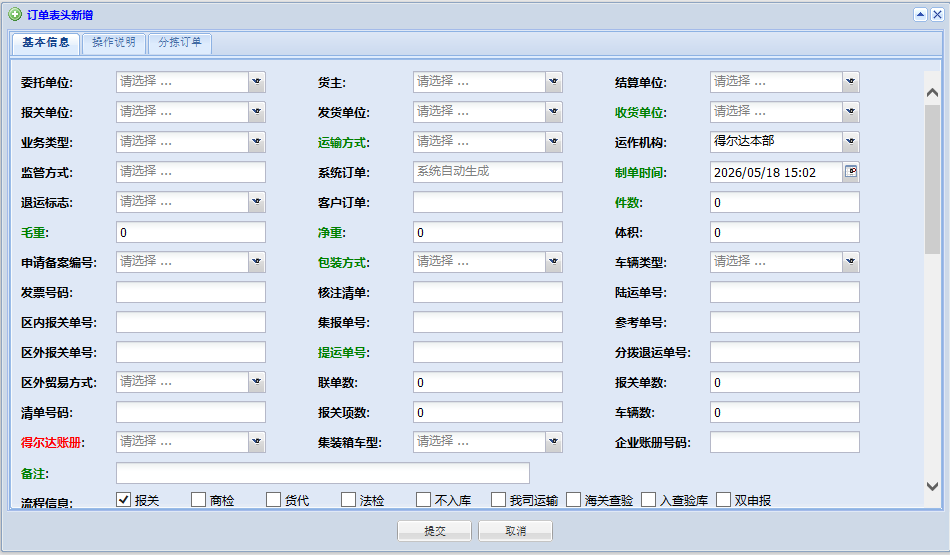 订单表头新增
基本信息 操作说明 分拣订单
委托单位: 请选择 ... 货主: 请选择 ... 结算单位: 请选择 ...
报关单位: 请选择 ... 发货单位: 请选择 ... 收货单位: 请选择 ...
业务类型: 请选择 ... 运输方式: 请选择 ... 运作机构: 得尔达本部
监管方式: 请选择 ... 系统订单: 系统自动生成 制单时间: 2026/05/18 15:02
退运标志: 请选择 ... 客户订单: 件数: 0
毛重: 0 净重: 0 体积: 0
申请备案编号: 请选择 ... 包装方式: 请选择 ... 车辆类型: 请选择 ...
发票号码: 核注清单: 陆运单号:
区内报关单号: 集报单号: 参考单号:
区外报关单号: 提运单号: 分拨退运单号:
区外贸易方式: 请选择 ... 联单数: 0 报关单数: 0
清单号码: 报关项数: 0 车辆数: 0
得尔达账册: 请选择 ... 集装箱车型: 请选择 ... 企业账册号码:
备注:
流程信息: 报关 商检 货代 法检 不入库 我司运输 海关查验 入查验库 双申报
提交 取消